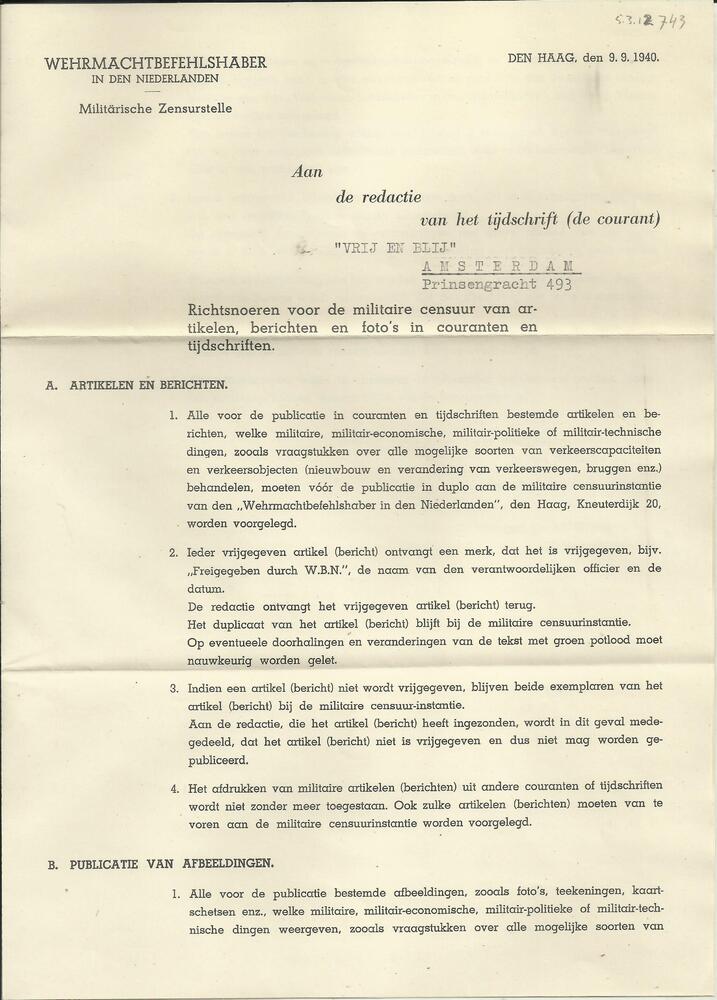 5.3.12 743
WEHRMACHTBEFEHLSHABER
IN DEN NIEDERLANDEN
Militärische Zensurstelle
DEN HAAG, den 9. 9. 1940.
Aan
de redactie
van het tijdschrift (de courant)
"VRIJ EN BLIJ"
AMSTERDAM
Prinsengracht 493
Richtsnoeren voor de militaire censuur van ar-
tikelen, berichten en foto's in couranten en
tijdschriften.
A. ARTIKELEN EN BERICHTEN.
1. Alle voor de publicatie in couranten en tijdschriften bestemde artikelen en be-
richten, welke militaire, militair-economische, militair-politieke of militair-technische
dingen, zooals vraagstukken over alle mogelijke soorten van verkeerscapaciteiten
en verkeersobjecten (nieuwbouw en verandering van verkeerswegen, bruggen enz.)
behandelen, moeten vóór de publicatie in duplo aan de militaire censuurinstantie
van den „Wehrmachtbefehlshaber in den Niederlanden", den Haag, Kneuterdijk 20,
worden voorgelegd.
2. Ieder vrijgegeven artikel (bericht) ontvangt een merk, dat het is vrijgegeven, bijv.
„Freigegeben durch W.B.N.", de naam van den verantwoordelijken officier en de
datum.
De redactie ontvangt het vrijgegeven artikel (bericht) terug.
Het duplicaat van het artikel (bericht) blijft bij de militaire censuurinstantie.
Op eventueele doorhalingen en veranderingen van de tekst met groen potlood moet
nauwkeurig worden gelet.
3. Indien een artikel (bericht) niet wordt vrijgegeven, blijven beide exemplaren van het
artikel (bericht) bij de militaire censuur-instantie.
Aan de redactie, die het artikel (bericht) heeft ingezonden, wordt in dit geval mede-
gedeeld, dat het artikel (bericht) niet is vrijgegeven en dus niet mag worden ge-
publiceerd.
4. Het afdrukken van militaire artikelen (berichten) uit andere couranten of tijdschriften
wordt niet zonder meer toegestaan. Ook zulke artikelen (berichten) moeten van te
voren aan de militaire censuurinstantie worden voorgelegd.
B. PUBLICATIE VAN AFBEELDINGEN.
1. Alle voor de publicatie bestemde afbeeldingen, zooals foto's, teekeningen, kaart-
schetsen enz., welke militaire, militair-economische, militair-politieke of militair-tech-
nische dingen weergeven, zooals vraagstukken over alle mogelijke soorten van